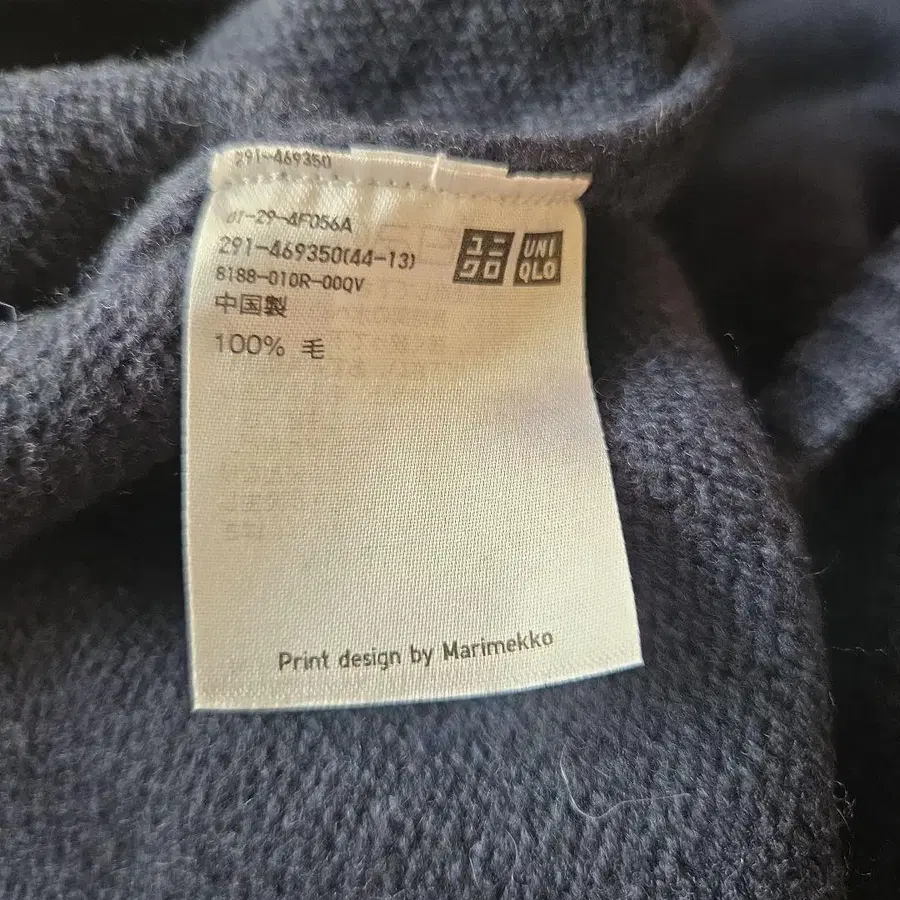 291-469350
01-29-4F056A
291-469350(44-13)
8188-010R-00QV
中国製
100% 毛
ユニ
クロ
UNI
QLO
Print design by Marimekko